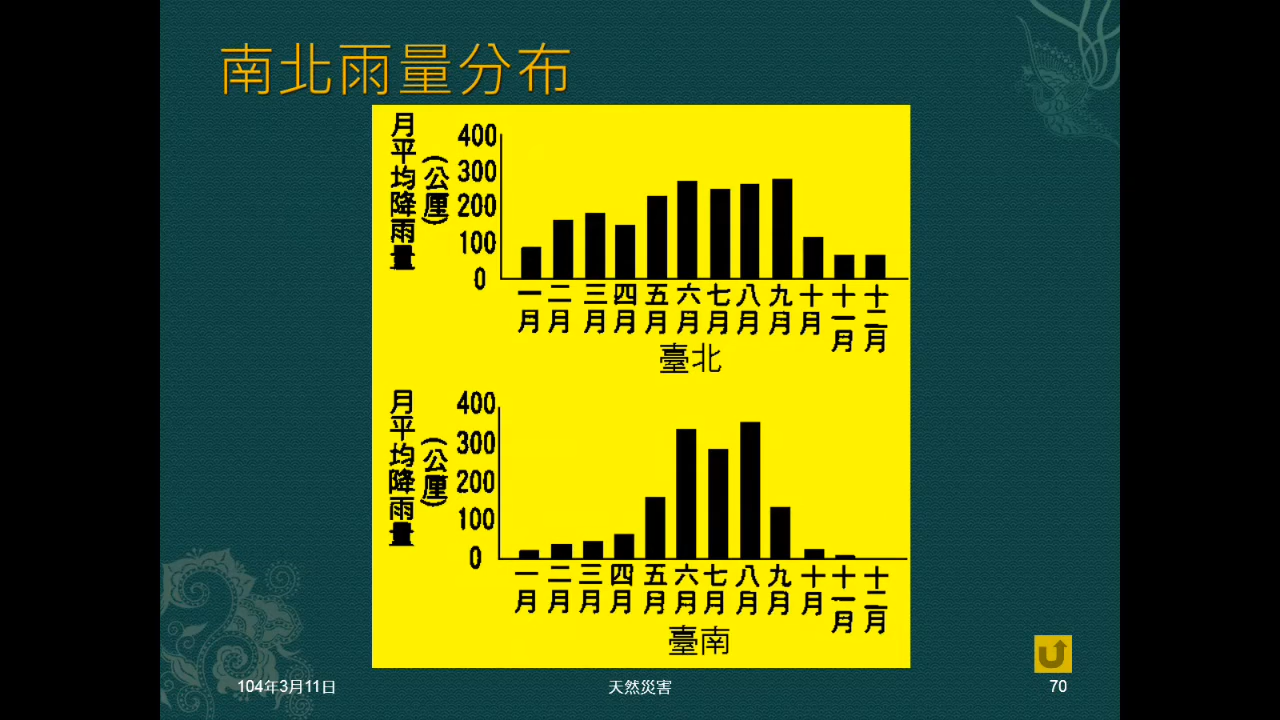 南北雨量分布
月平均降雨量
(公厘)
400
300
200
100
0
一月 二月 三月 四月 五月 六月 七月 八月 九月 十月 十一月 十二月
臺北
月平均降雨量
(公厘)
400
300
200
100
0
一月 二月 三月 四月 五月 六月 七月 八月 九月 十月 十一月 十二月
臺南
104年3月11日 天然災害 70